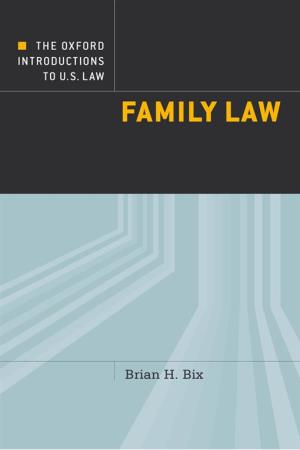 THE OXFORD
INTRODUCTIONS
TO U.S. LAW
FAMILY LAW
Brian H. Bix